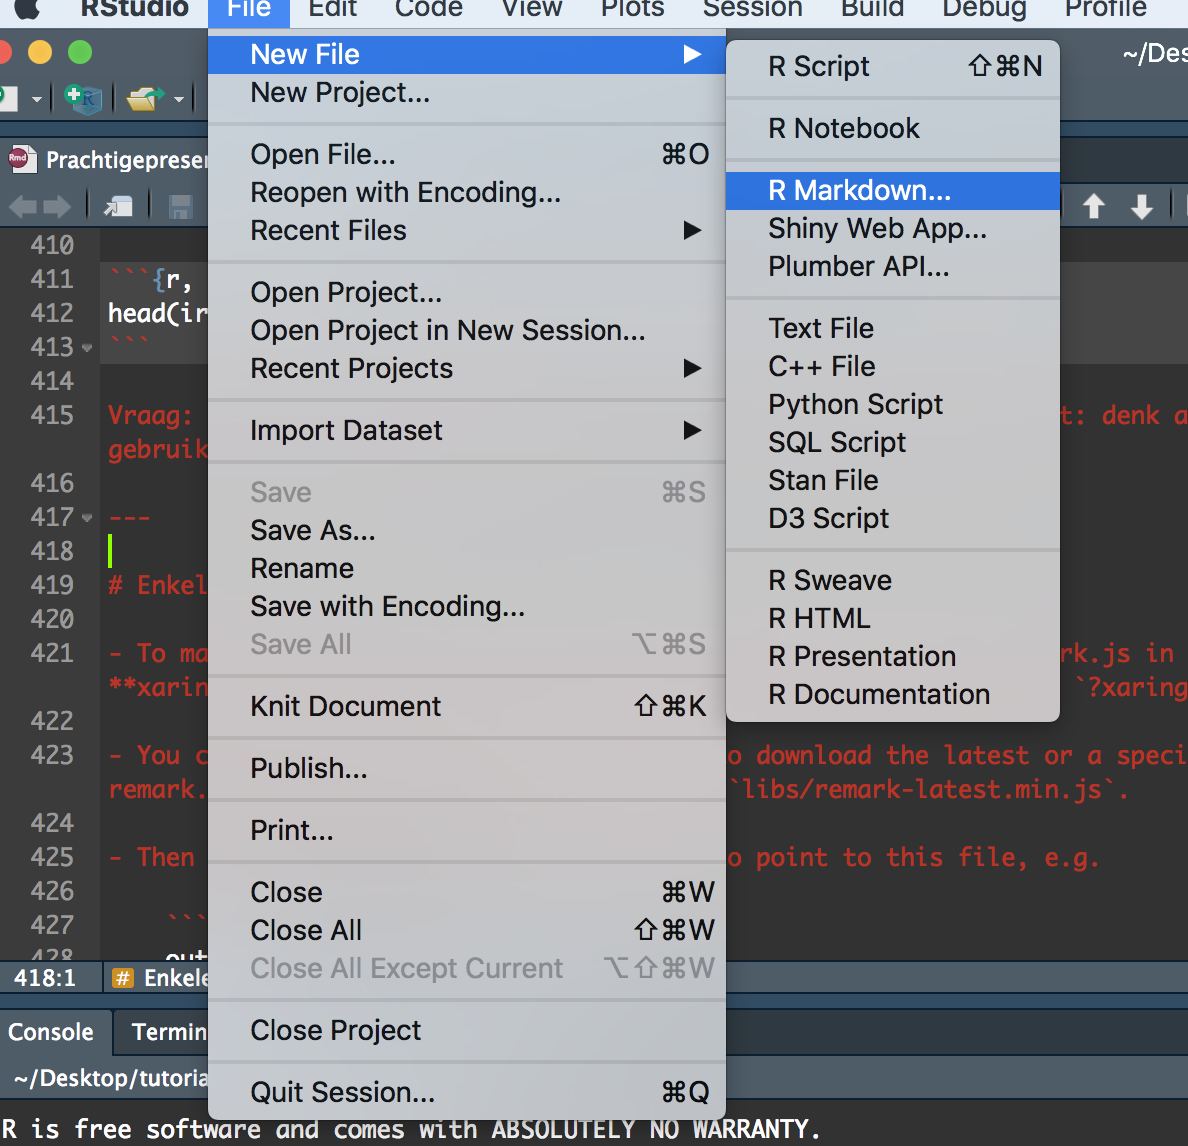 RStudio File Edit Code View Plots Session Build Debug Profile
New File
New Project...
Open File... ⌘O
Reopen with Encoding...
Recent Files
Open Project...
Open Project in New Session...
Recent Projects
Import Dataset
Save ⌘S
Save As...
Rename
Save with Encoding...
Save All ⌥⌘S
Knit Document ⇧⌘K
Publish...
Print...
Close ⌘W
Close All ⇧⌘W
Close All Except Current ⌥⇧⌘W
Close Project
Quit Session... ⌘Q
R Script ⇧⌘N
R Notebook
R Markdown...
Shiny Web App...
Plumber API...
Text File
C++ File
Python Script
SQL Script
Stan File
D3 Script
R Sweave
R HTML
R Presentation
R Documentation
~/Des
Rmd Prachtigepreser
410
411 ```{r,
412 head(ir
413 ```
414
415 Vraag: t: denk a
gebruik
416
417 ---
418
419 # Enkel
420
421 - To ma rk.js in
**xarin `?xaring
422
423 - You c o download the latest or a speci
remark. `libs/remark-latest.min.js`.
424
425 - Then o point to this file, e.g.
426
427 ```
428 out
418:1 # Enkele
Console Termin
~/Desktop/tutoria
R is free software and comes with ABSOLUTELY NO WARRANTY.